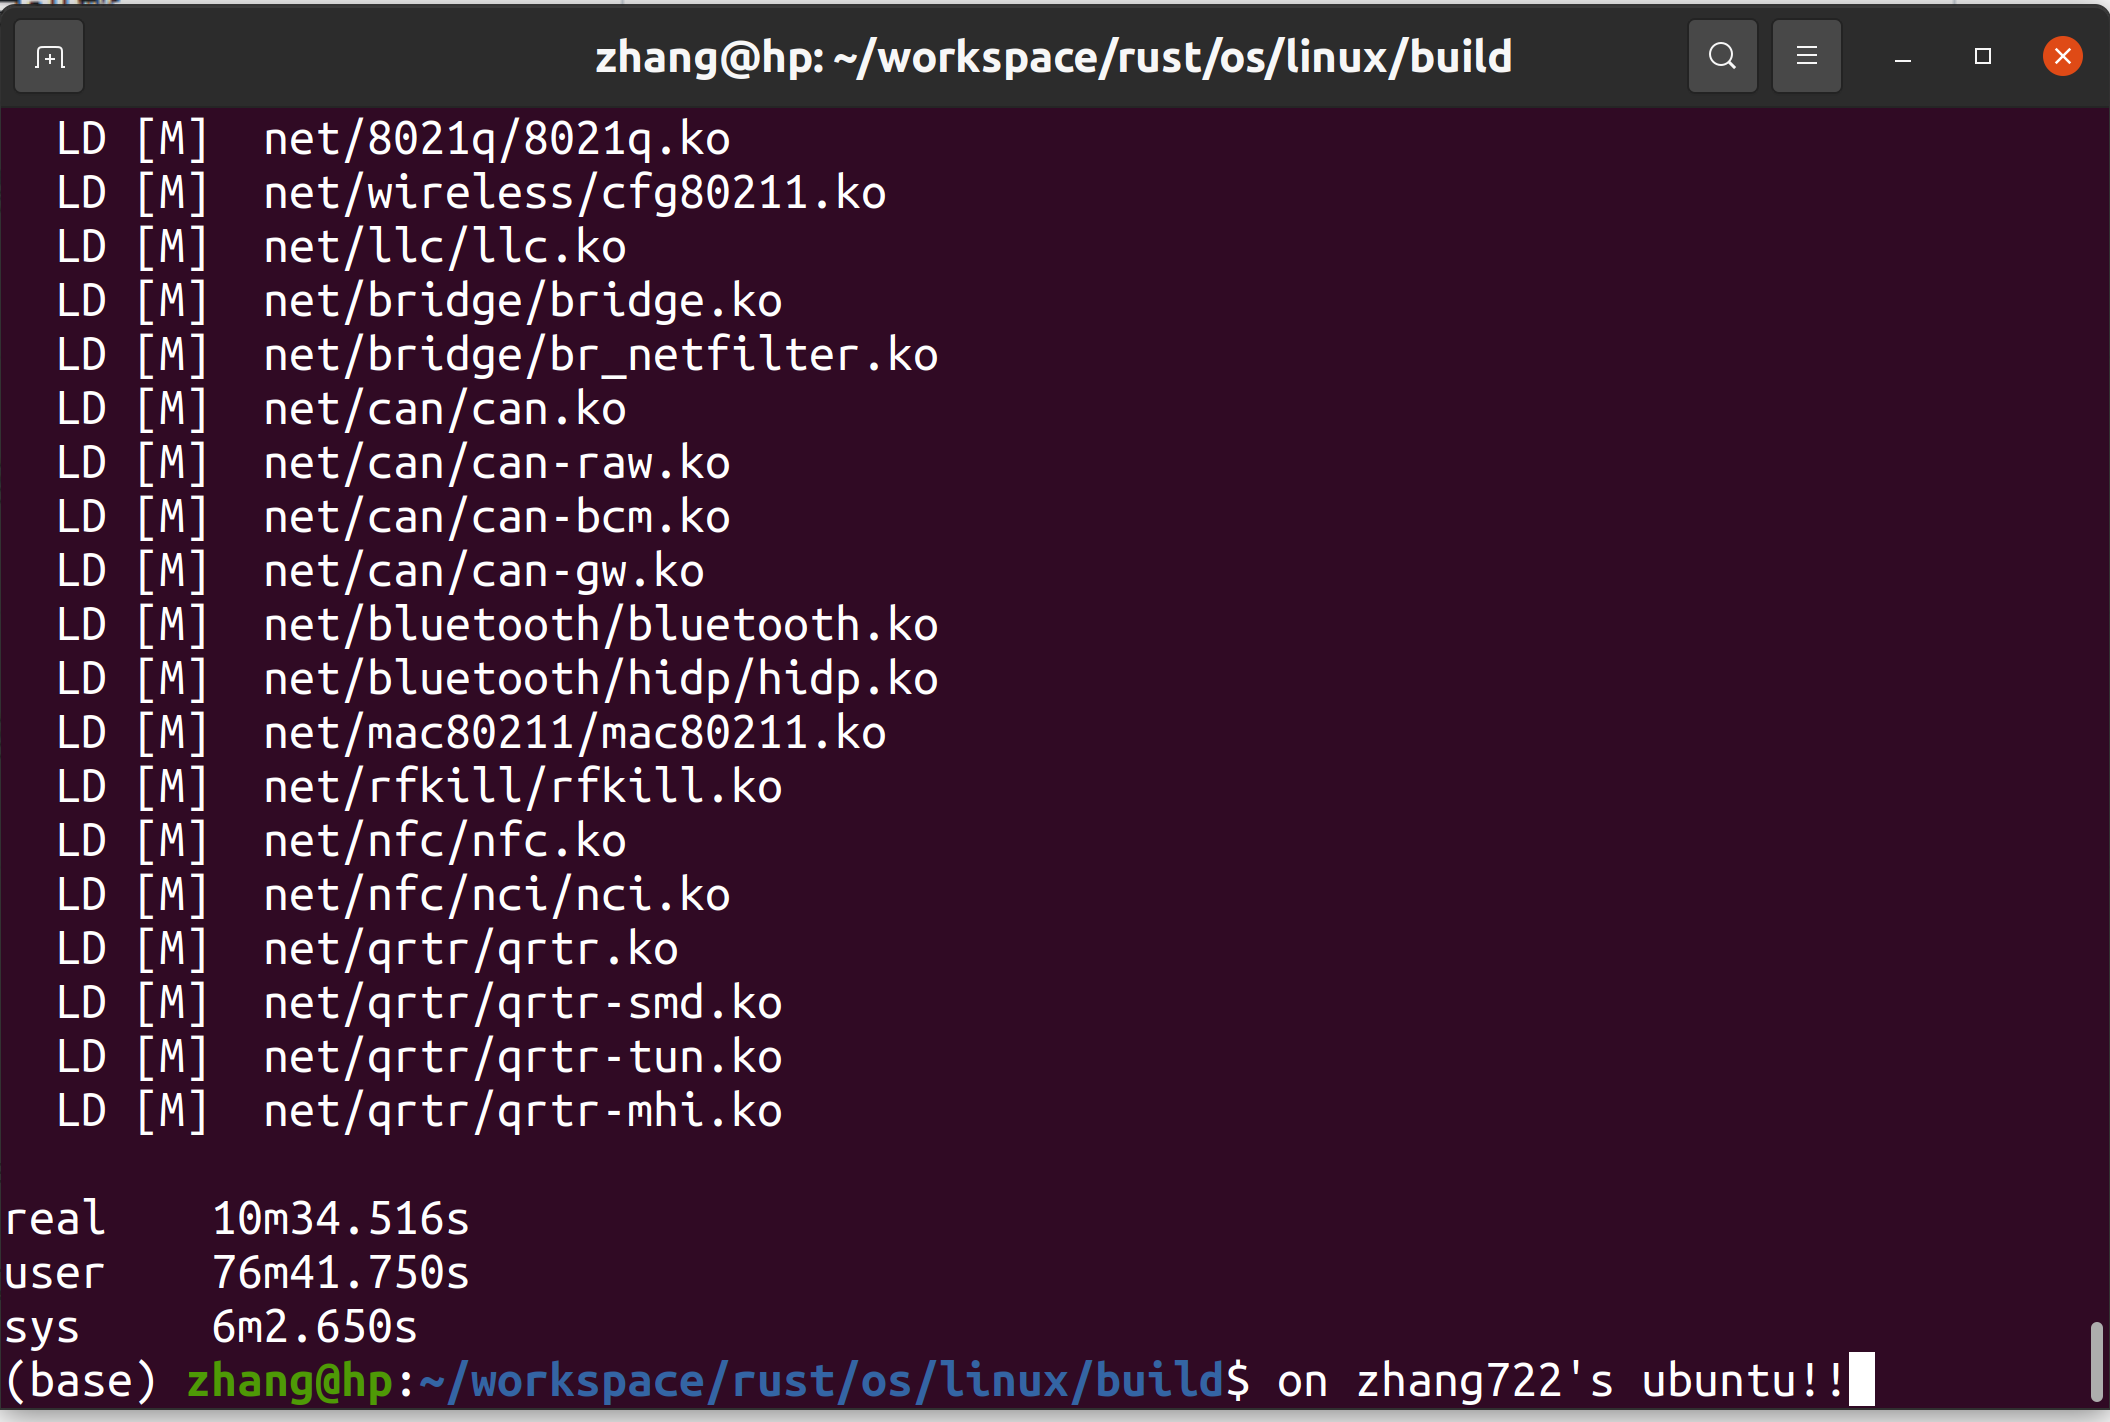 zhang@hp: ~/workspace/rust/os/linux/build
LD [M]  net/8021q/8021q.ko
LD [M]  net/wireless/cfg80211.ko
LD [M]  net/llc/llc.ko
LD [M]  net/bridge/bridge.ko
LD [M]  net/bridge/br_netfilter.ko
LD [M]  net/can/can.ko
LD [M]  net/can/can-raw.ko
LD [M]  net/can/can-bcm.ko
LD [M]  net/can/can-gw.ko
LD [M]  net/bluetooth/bluetooth.ko
LD [M]  net/bluetooth/hidp/hidp.ko
LD [M]  net/mac80211/mac80211.ko
LD [M]  net/rfkill/rfkill.ko
LD [M]  net/nfc/nfc.ko
LD [M]  net/nfc/nci/nci.ko
LD [M]  net/qrtr/qrtr.ko
LD [M]  net/qrtr/qrtr-smd.ko
LD [M]  net/qrtr/qrtr-tun.ko
LD [M]  net/qrtr/qrtr-mhi.ko
real    10m34.516s
user    76m41.750s
sys     6m2.650s
(base) zhang@hp:~/workspace/rust/os/linux/build$ on zhang722's ubuntu!!